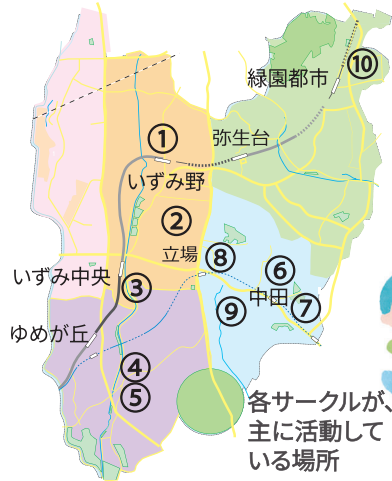 ⑩
緑園都市
①
弥生台
いずみ野
②
立場
⑧
⑥
いずみ中央
③
中田
⑨
⑦
ゆめが丘
④
⑤
各サークルが、
主に活動して
いる場所